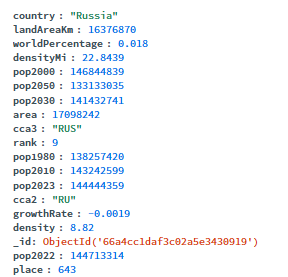 country : "Russia"
landAreaKm : 16376870
worldPercentage : 0.018
densityMi : 22.8439
pop2000 : 146844839
pop2050 : 133133035
pop2030 : 141432741
area : 17098242
cca3 : "RUS"
rank : 9
pop1980 : 138257420
pop2010 : 143242599
pop2023 : 144444359
cca2 : "RU"
growthRate : -0.0019
density : 8.82
_id: ObjectId('66a4cc1daf3c02a5e3430919')
pop2022 : 144713314
place : 643